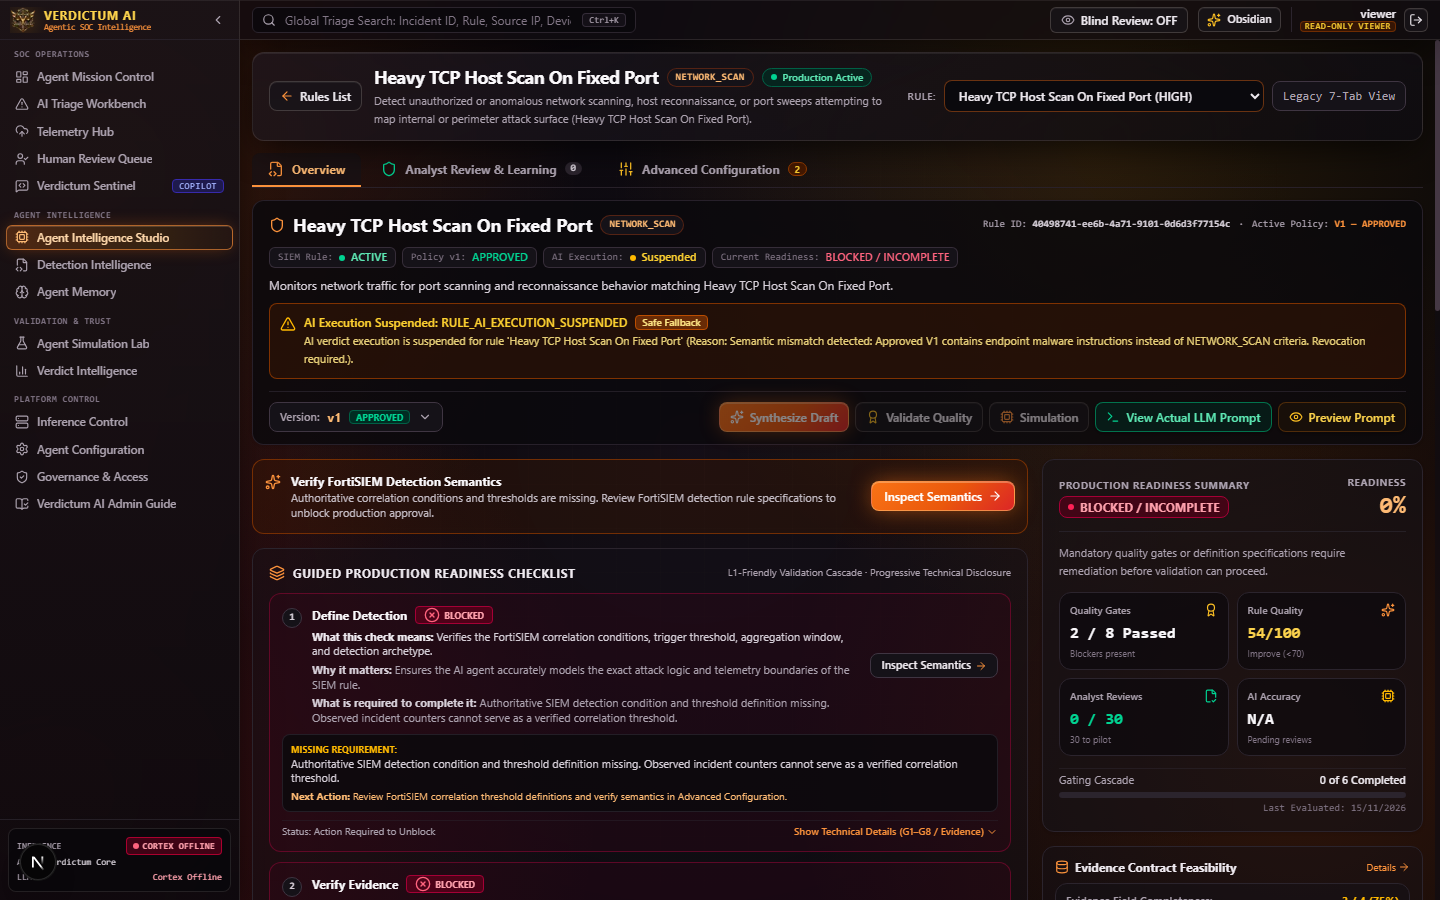 VERDICTUM AI
Agentic SOC Intelligence
Global Triage Search: Incident ID, Rule, Source IP, Devi
Ctrl+K
Blind Review: OFF
Obsidian
viewer
READ-ONLY VIEWER
SOC OPERATIONS
Agent Mission Control
AI Triage Workbench
Telemetry Hub
Human Review Queue
Verdictum Sentinel
COPILOT
AGENT INTELLIGENCE
Agent Intelligence Studio
Detection Intelligence
Agent Memory
VALIDATION & TRUST
Agent Simulation Lab
Verdict Intelligence
PLATFORM CONTROL
Inference Control
Agent Configuration
Governance & Access
Verdictum AI Admin Guide
CORTEX OFFLINE
rdictum Core
Cortex Offline
N
Rules List
Heavy TCP Host Scan On Fixed Port
NETWORK_SCAN
Production Active
Detect unauthorized or anomalous network scanning, host reconnaissance, or port sweeps attempting to
map internal or perimeter attack surface (Heavy TCP Host Scan On Fixed Port).
RULE:
Heavy TCP Host Scan On Fixed Port (HIGH)
Legacy 7-Tab View
Overview
Analyst Review & Learning 0
Advanced Configuration 2
Heavy TCP Host Scan On Fixed Port
NETWORK_SCAN
Rule ID: 40498741-ee6b-4a71-9101-0d6d3f77154c · Active Policy: V1 — APPROVED
SIEM Rule: ACTIVE
Policy v1: APPROVED
AI Execution: Suspended
Current Readiness: BLOCKED / INCOMPLETE
Monitors network traffic for port scanning and reconnaissance behavior matching Heavy TCP Host Scan On Fixed Port.
AI Execution Suspended: RULE_AI_EXECUTION_SUSPENDED
Safe Fallback
AI verdict execution is suspended for rule 'Heavy TCP Host Scan On Fixed Port' (Reason: Semantic mismatch detected: Approved V1 contains endpoint malware instructions instead of NETWORK_SCAN criteria. Revocation
required.).
Version: v1 APPROVED
Synthesize Draft
Validate Quality
Simulation
View Actual LLM Prompt
Preview Prompt
Verify FortiSIEM Detection Semantics
Authoritative correlation conditions and thresholds are missing. Review FortiSIEM detection rule specifications to
unblock production approval.
Inspect Semantics →
GUIDED PRODUCTION READINESS CHECKLIST
L1-Friendly Validation Cascade · Progressive Technical Disclosure
1
Define Detection
BLOCKED
What this check means: Verifies the FortiSIEM correlation conditions, trigger threshold, aggregation window,
and detection archetype.
Why it matters: Ensures the AI agent accurately models the exact attack logic and telemetry boundaries of the
SIEM rule.
What is required to complete it: Authoritative SIEM detection condition and threshold definition missing.
Observed incident counters cannot serve as a verified correlation threshold.
Inspect Semantics →
MISSING REQUIREMENT:
Authoritative SIEM detection condition and threshold definition missing. Observed incident counters cannot serve as a verified correlation
threshold.
Next Action: Review FortiSIEM correlation threshold definitions and verify semantics in Advanced Configuration.
Status: Action Required to Unblock
Show Technical Details (G1–G8 / Evidence)
2
Verify Evidence
BLOCKED
PRODUCTION READINESS SUMMARY
BLOCKED / INCOMPLETE
READINESS
0%
Mandatory quality gates or definition specifications require
remediation before validation can proceed.
Quality Gates
2 / 8 Passed
Blockers present
Rule Quality
54/100
Improve (<70)
Analyst Reviews
0 / 30
30 to pilot
AI Accuracy
N/A
Pending reviews
Gating Cascade
0 of 6 Completed
Last Evaluated: 15/11/2026
Evidence Contract Feasibility
Details →